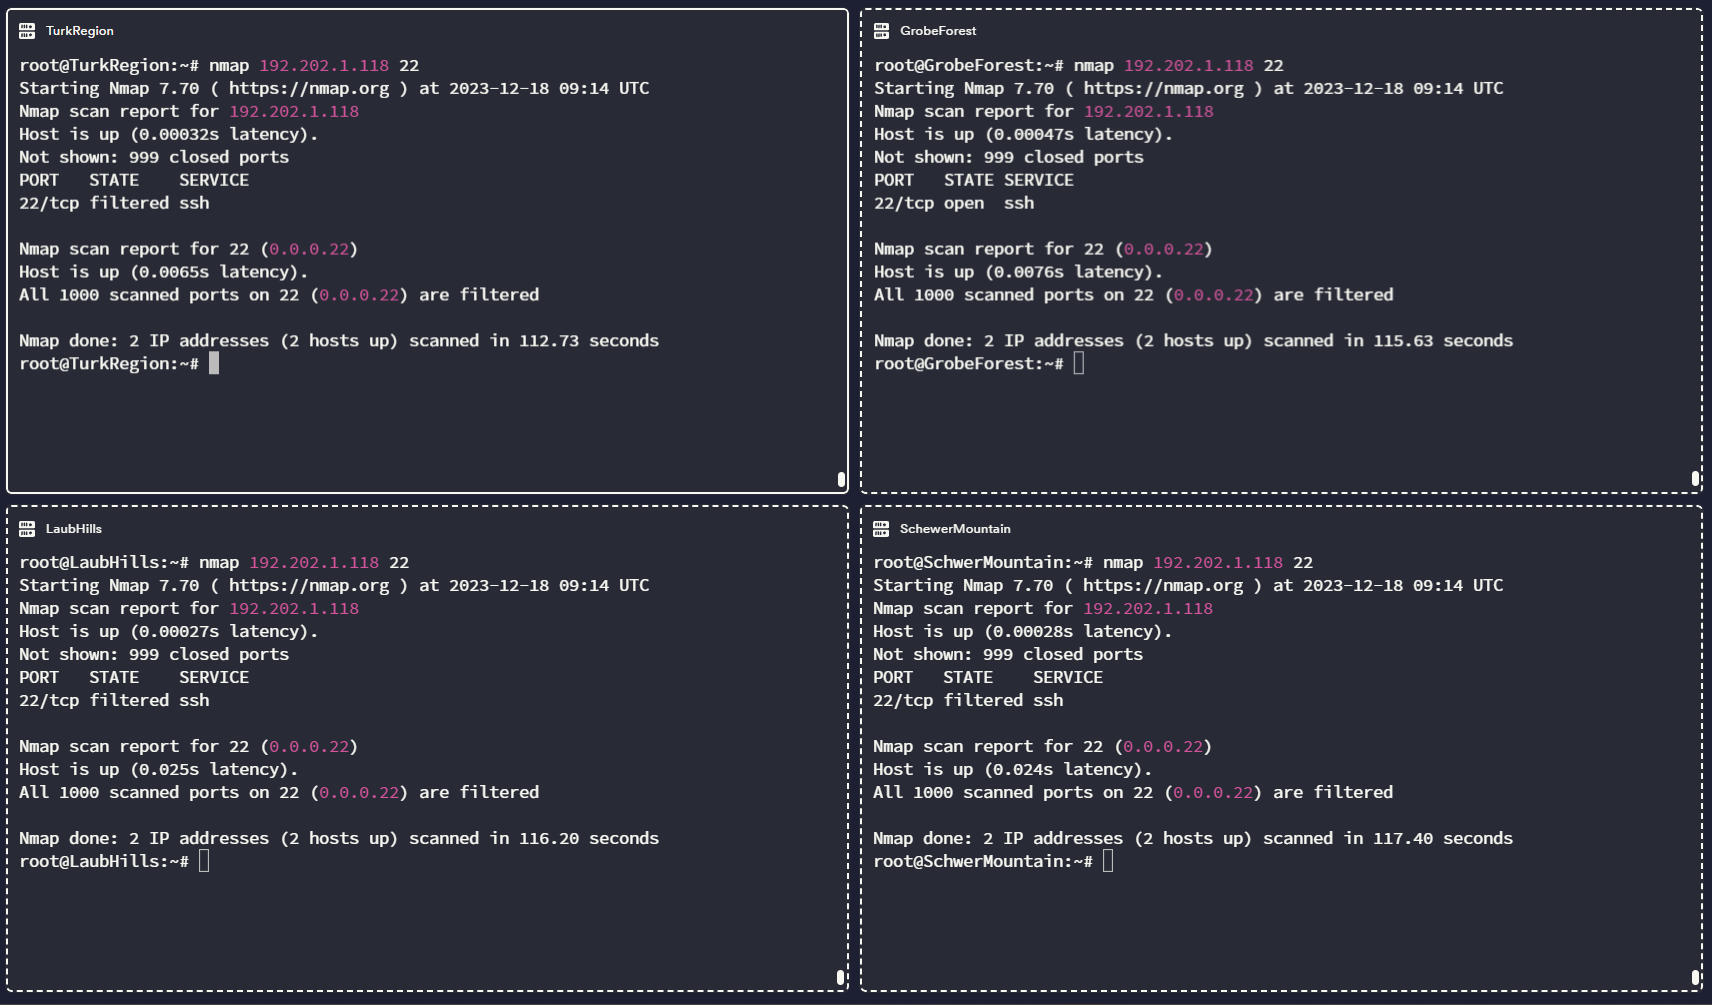 TurkRegion
root@TurkRegion:~# nmap 192.202.1.118 22
Starting Nmap 7.70 ( https://nmap.org ) at 2023-12-18 09:14 UTC
Nmap scan report for 192.202.1.118
Host is up (0.00032s latency).
Not shown: 999 closed ports
PORT   STATE    SERVICE
22/tcp filtered ssh
Nmap scan report for 22 (0.0.0.22)
Host is up (0.0065s latency).
All 1000 scanned ports on 22 (0.0.0.22) are filtered
Nmap done: 2 IP addresses (2 hosts up) scanned in 112.73 seconds
root@TurkRegion:~#
GrobeForest
root@GrobeForest:~# nmap 192.202.1.118 22
Starting Nmap 7.70 ( https://nmap.org ) at 2023-12-18 09:14 UTC
Nmap scan report for 192.202.1.118
Host is up (0.00047s latency).
Not shown: 999 closed ports
PORT   STATE SERVICE
22/tcp open  ssh
Nmap scan report for 22 (0.0.0.22)
Host is up (0.0076s latency).
All 1000 scanned ports on 22 (0.0.0.22) are filtered
Nmap done: 2 IP addresses (2 hosts up) scanned in 115.63 seconds
root@GrobeForest:~#
LaubHills
root@LaubHills:~# nmap 192.202.1.118 22
Starting Nmap 7.70 ( https://nmap.org ) at 2023-12-18 09:14 UTC
Nmap scan report for 192.202.1.118
Host is up (0.00027s latency).
Not shown: 999 closed ports
PORT   STATE    SERVICE
22/tcp filtered ssh
Nmap scan report for 22 (0.0.0.22)
Host is up (0.025s latency).
All 1000 scanned ports on 22 (0.0.0.22) are filtered
Nmap done: 2 IP addresses (2 hosts up) scanned in 116.20 seconds
root@LaubHills:~#
SchewerMountain
root@SchwerMountain:~# nmap 192.202.1.118 22
Starting Nmap 7.70 ( https://nmap.org ) at 2023-12-18 09:14 UTC
Nmap scan report for 192.202.1.118
Host is up (0.00028s latency).
Not shown: 999 closed ports
PORT   STATE    SERVICE
22/tcp filtered ssh
Nmap scan report for 22 (0.0.0.22)
Host is up (0.024s latency).
All 1000 scanned ports on 22 (0.0.0.22) are filtered
Nmap done: 2 IP addresses (2 hosts up) scanned in 117.40 seconds
root@SchwerMountain:~#